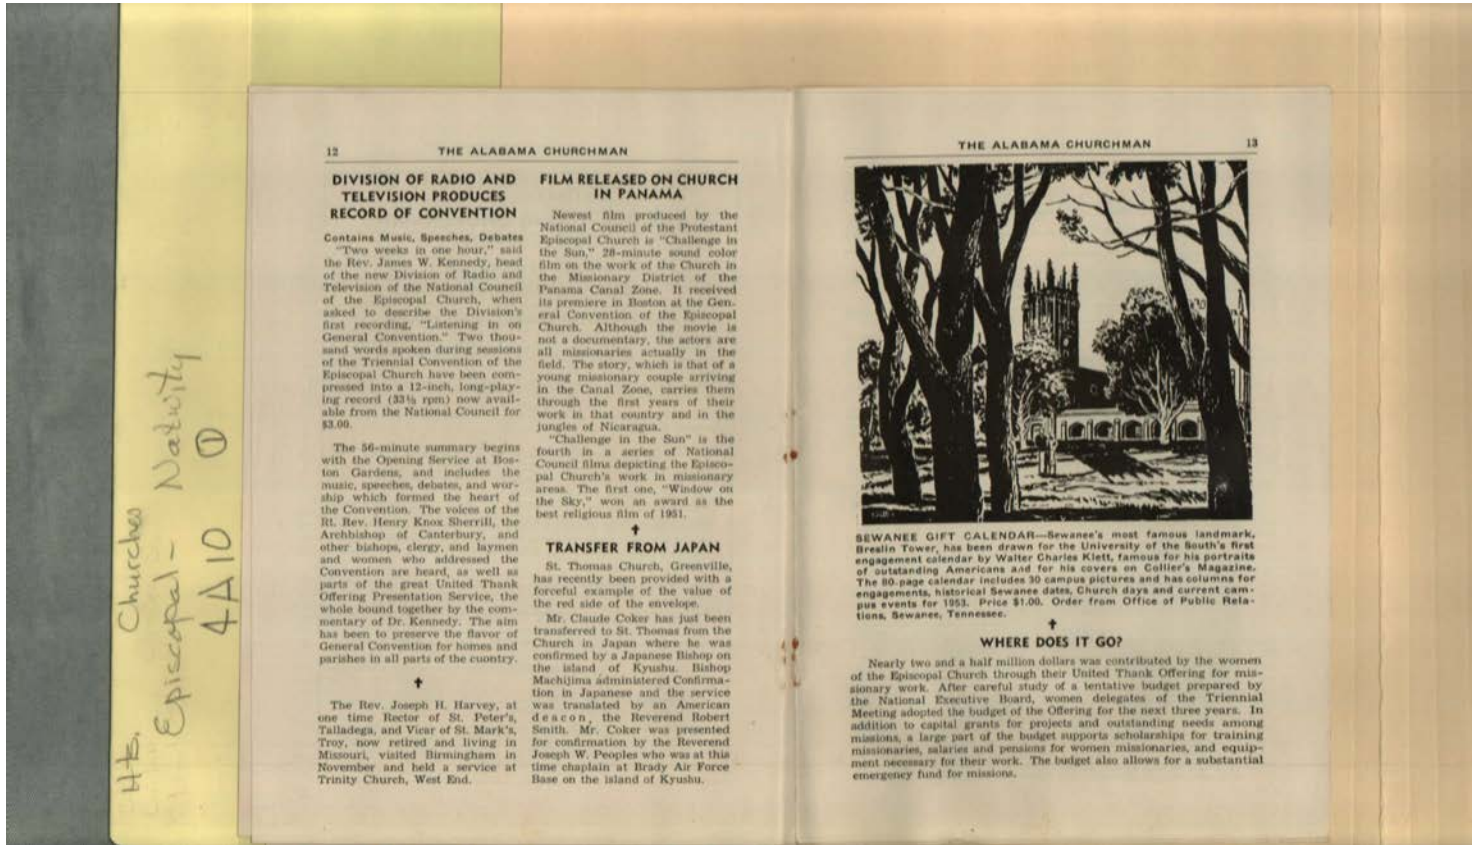 Hts. Churches
Episcopal - Nativity
4A10 ①
12 THE ALABAMA CHURCHMAN
DIVISION OF RADIO AND
TELEVISION PRODUCES
RECORD OF CONVENTION
Contains Music, Speeches, Debates
"Two weeks in one hour," said
the Rev. James W. Kennedy, head
of the new Division of Radio and
Television of the National Council
of the Episcopal Church, when
asked to describe the Division's
first recording, "Listening in on
General Convention." Two thou-
sand words spoken during sessions
of the Triennial Convention of the
Episcopal Church have been com-
pressed into a 12-inch, long-play-
ing record (33⅓ rpm) now avail-
able from the National Council for
$3.00.
The 56-minute summary begins
with the Opening Service at Bos-
ton Gardens, and includes the
music, speeches, debates, and wor-
ship which formed the heart of
the Convention. The voices of the
Rt. Rev. Henry Knox Sherrill, the
Archbishop of Canterbury, and
other bishops, clergy, and laymen
and women who addressed the
Convention are heard, as well as
parts of the great United Thank
Offering Presentation Service, the
whole bound together by the com-
mentary of Dr. Kennedy. The aim
has been to preserve the flavor of
General Convention for homes and
parishes in all parts of the cuontry.
✝
The Rev. Joseph H. Harvey, at
one time Rector of St. Peter's,
Talladega, and Vicar of St. Mark's,
Troy, now retired and living in
Missouri, visited Birmingham in
November and held a service at
Trinity Church, West End.
FILM RELEASED ON CHURCH
IN PANAMA
Newest film produced by the
National Council of the Protestant
Episcopal Church is "Challenge in
the Sun," 28-minute sound color
film on the work of the Church in
the Missionary District of the
Panama Canal Zone. It received
its premiere in Boston at the Gen-
eral Convention of the Episcopal
Church. Although the movie is
not a documentary, the actors are
all missionaries actually in the
field. The story, which is that of a
young missionary couple arriving
in the Canal Zone, carries them
through the first years of their
work in that country and in the
jungles of Nicaragua.
"Challenge in the Sun" is the
fourth in a series of National
Council films depicting the Episco-
pal Church's work in missionary
areas. The first one, "Window on
the Sky," won an award as the
best religious film of 1951.
✝
TRANSFER FROM JAPAN
St. Thomas Church, Greenville,
has recently been provided with a
forceful example of the value of
the red side of the envelope.
Mr. Claude Coker has just been
transferred to St. Thomas from the
Church in Japan where he was
confirmed by a Japanese Bishop on
the island of Kyushu. Bishop
Machijima administered Confirma-
tion in Japanese and the service
was translated by an American
deacon, the Reverend Robert
Smith. Mr. Coker was presented
for confirmation by the Reverend
Joseph W. Peoples who was at this
time chaplain at Brady Air Force
Base on the island of Kyushu.
THE ALABAMA CHURCHMAN 13
SEWANEE GIFT CALENDAR—Sewanee's most famous landmark,
Breslin Tower, has been drawn for the University of the South's first
engagement calendar by Walter Charles Klett, famous for his portraits
of outstanding Americans and for his covers on Collier's Magazine.
The 80-page calendar includes 30 campus pictures and has columns for
engagements, historical Sewanee dates, Church days and current cam-
pus events for 1953. Price $1.00. Order from Office of Public Rela-
tions, Sewanee, Tennessee.
✝
WHERE DOES IT GO?
Nearly two and a half million dollars was contributed by the women
of the Episcopal Church through their United Thank Offering for mis-
sionary work. After careful study of a tentative budget prepared by
the National Executive Board, women delegates of the Triennial
Meeting adopted the budget of the Offering for the next three years. In
addition to capital grants for projects and outstanding needs among
missions, a large part of the budget supports scholarships for training
missionaries, salaries and pensions for women missionaries, and equip-
ment necessary for their work. The budget also allows for a substantial
emergency fund for missions.